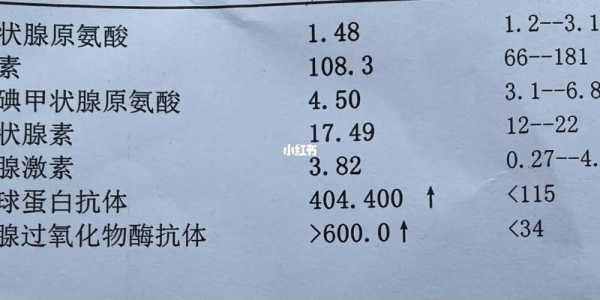 状腺原氨酸 1.48 1.2--3.1
素 108.3 66--181
碘甲状腺原氨酸 4.50 3.1--6.8
状腺素 17.49 12--22
腺激素 3.82 0.27--4.
球蛋白抗体 404.400 ↑ <115
腺过氧化物酶抗体 >600.0↑ <34
小红书